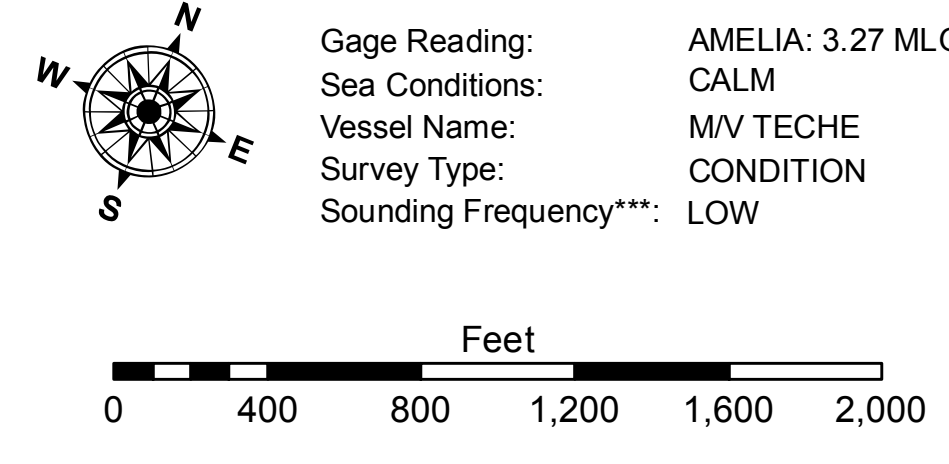 N
W
E
S
Gage Reading: AMELIA: 3.27
Sea Conditions: CALM
Vessel Name: M/V TECHE
Survey Type: CONDITION
Sounding Frequency***: LOW
Feet
0 400 800 1,200 1,600 2,000